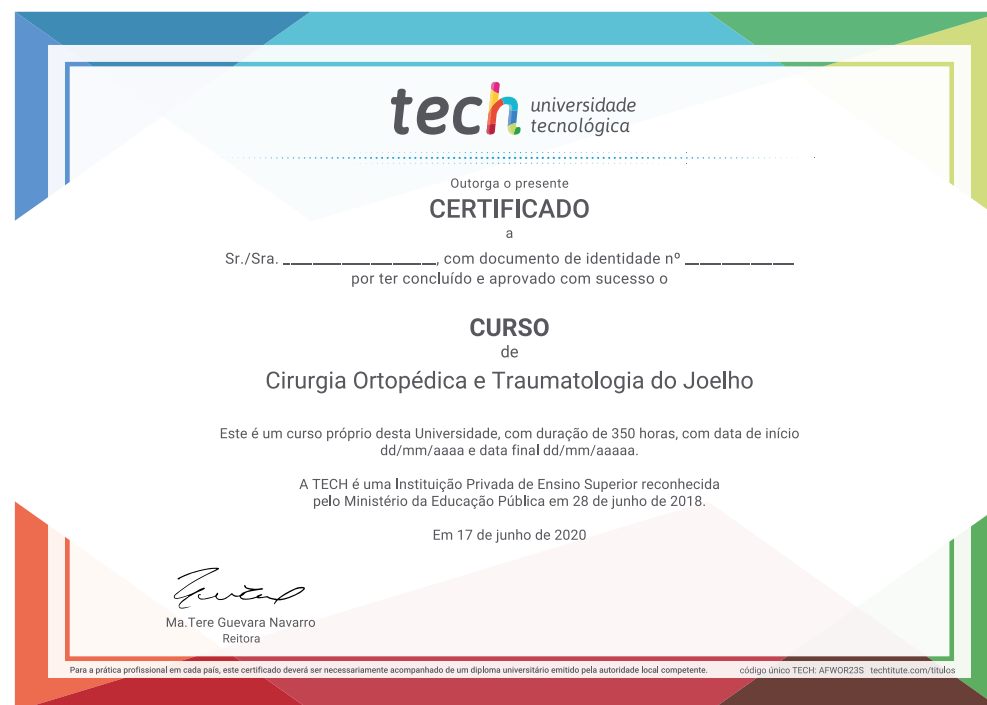 tech universidade
tecnológica
Outorga o presente
CERTIFICADO
a
Sr./Sra. ____________________, com documento de identidade nº ______________
por ter concluído e aprovado com sucesso o
CURSO
de
Cirurgia Ortopédica e Traumatologia do Joelho
Este é um curso próprio desta Universidade, com duração de 350 horas, com data de início
dd/mm/aaaa e data final dd/mm/aaaaa.
A TECH é uma Instituição Privada de Ensino Superior reconhecida
pelo Ministério da Educação Pública em 28 de junho de 2018.
Em 17 de junho de 2020
Ma.Tere Guevara Navarro
Reitora
Para a prática profissional em cada país, este certificado deverá ser necessariamente acompanhado de um diploma universitário emitido pela autoridade local competente. código único TECH: AFWOR23S techtitute.com/titulos